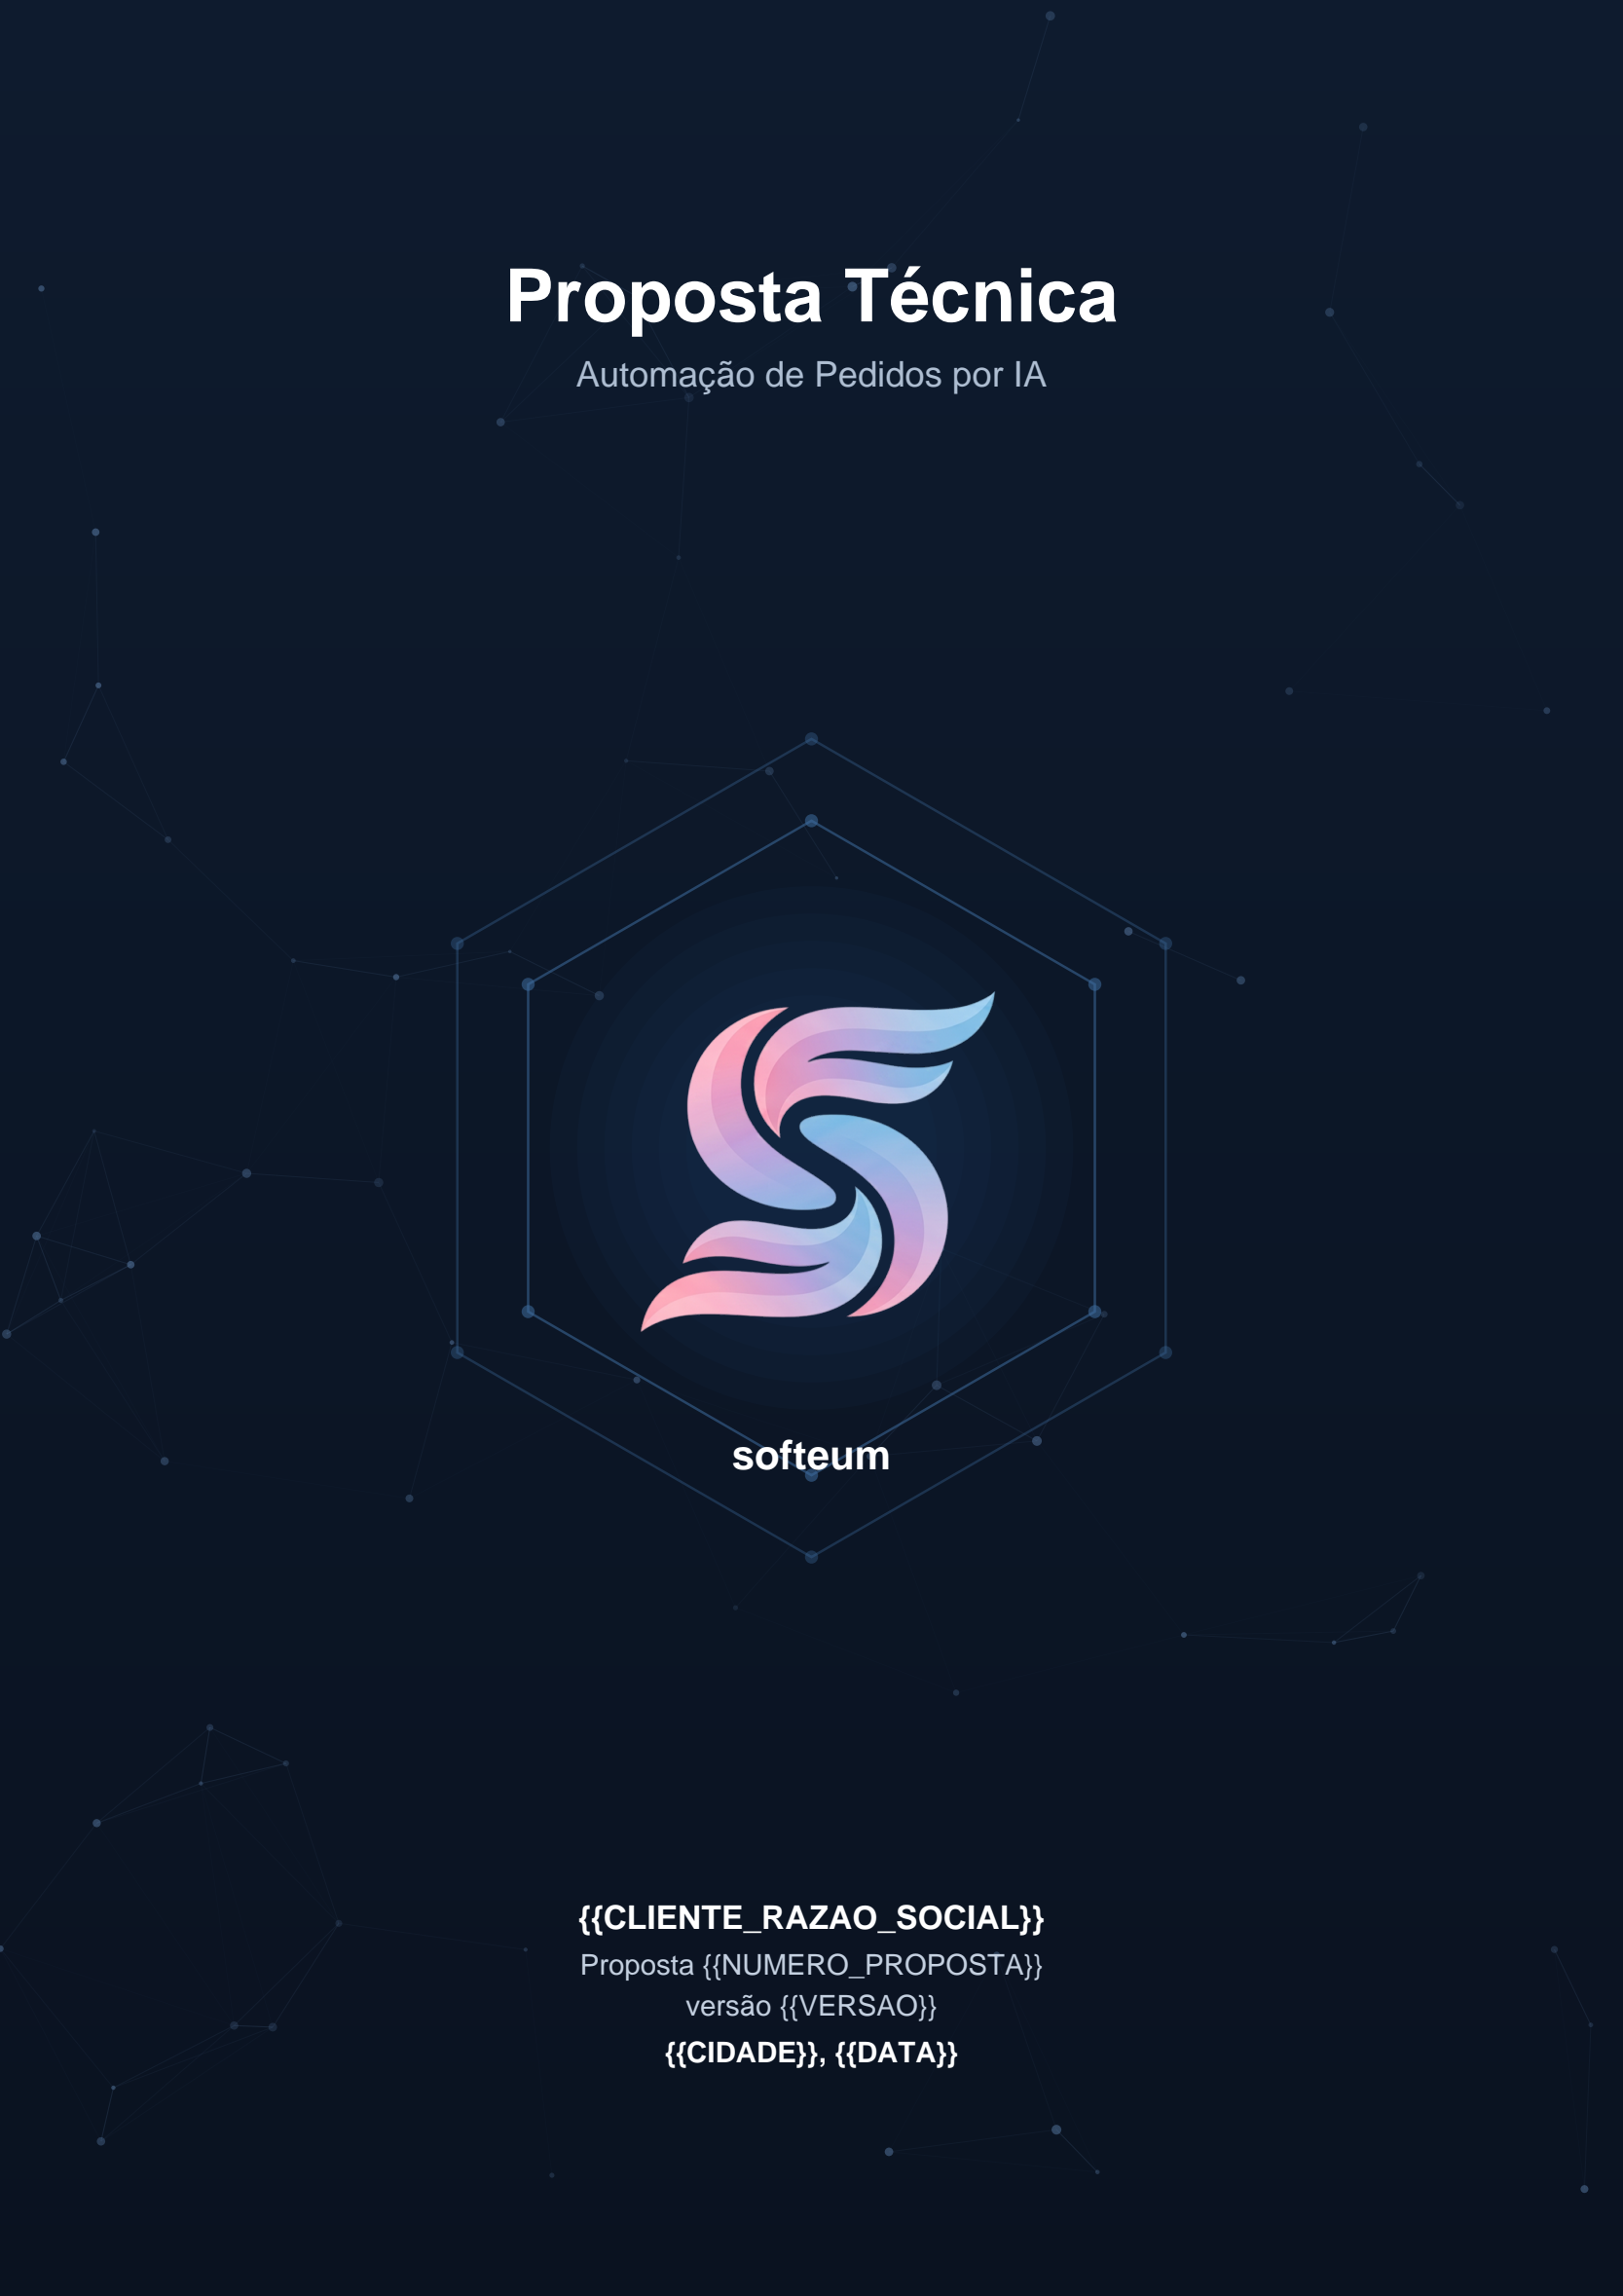 Proposta Técnica
Automação de Pedidos por IA
softeum
{{CLIENTE_RAZAO_SOCIAL}}
Proposta {{NUMERO_PROPOSTA}}
versão {{VERSAO}}
{{CIDADE}}, {{DATA}}